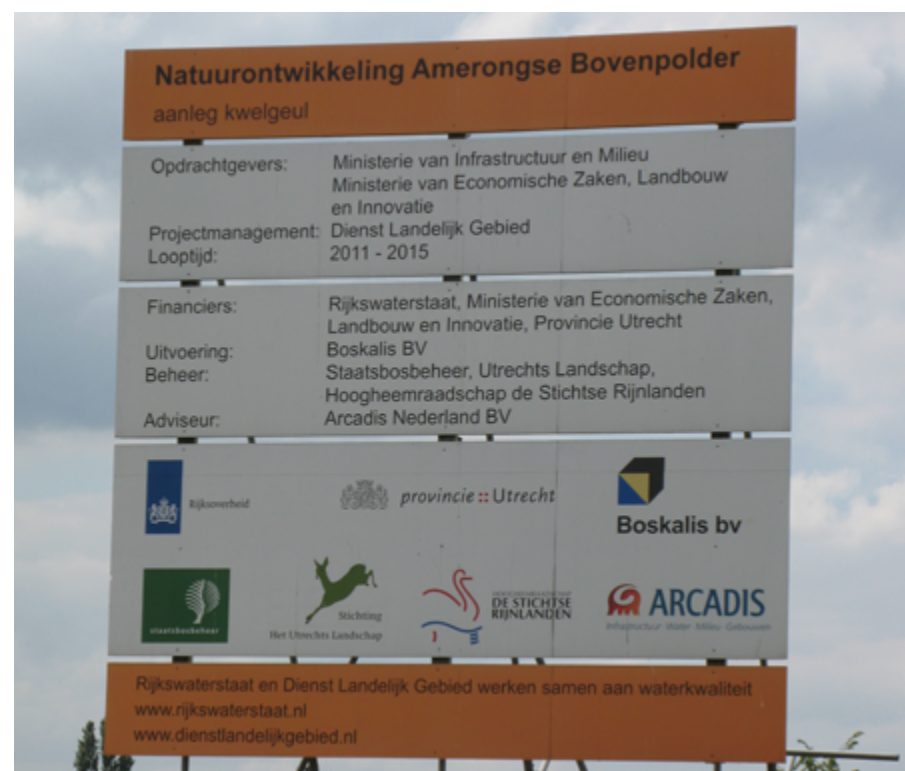 Natuurontwikkeling Amerongse Bovenpolder
aanleg kwelgeul
Opdrachtgevers: Ministerie van Infrastructuur en Milieu
Ministerie van Economische Zaken, Landbouw
en Innovatie
Projectmanagement: Dienst Landelijk Gebied
Looptijd: 2011 - 2015
Financiers: Rijkswaterstaat, Ministerie van Economische Zaken,
Landbouw en Innovatie, Provincie Utrecht
Uitvoering: Boskalis BV
Beheer: Staatsbosbeheer, Utrechts Landschap,
Hoogheemraadschap de Stichtse Rijnlanden
Adviseur: Arcadis Nederland BV
Rijksoverheid
provincie :: Utrecht
Boskalis bv
staatsbosbeheer
Stichting
Het Utrechts Landschap
HOOGHEEMRAADSCHAP
DE STICHTSE
RIJNLANDEN
ARCADIS
Infrastructuur Water Milieu Gebouwen
Rijkswaterstaat en Dienst Landelijk Gebied werken samen aan waterkwaliteit
www.rijkswaterstaat.nl
www.dienstlandelijkgebied.nl